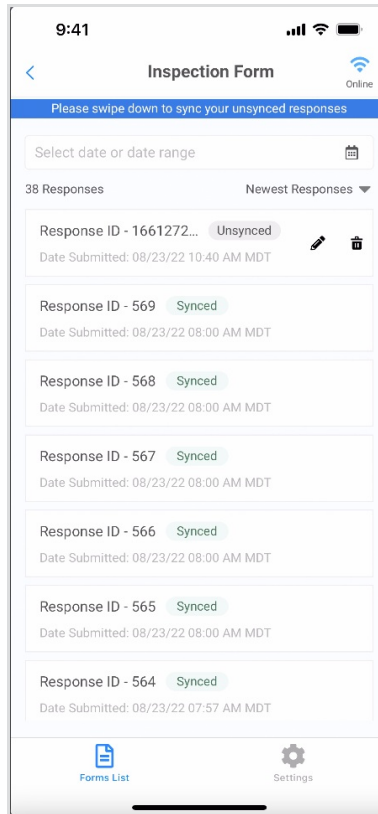 9:41
Inspection Form
Online
Please swipe down to sync your unsynced responses
Select date or date range
38 Responses Newest Responses
Response ID - 1661272... Unsynced
Date Submitted: 08/23/22 10:40 AM MDT
Response ID - 569 Synced
Date Submitted: 08/23/22 08:00 AM MDT
Response ID - 568 Synced
Date Submitted: 08/23/22 08:00 AM MDT
Response ID - 567 Synced
Date Submitted: 08/23/22 08:00 AM MDT
Response ID - 566 Synced
Date Submitted: 08/23/22 08:00 AM MDT
Response ID - 565 Synced
Date Submitted: 08/23/22 08:00 AM MDT
Response ID - 564 Synced
Date Submitted: 08/23/22 07:57 AM MDT
Forms List Settings